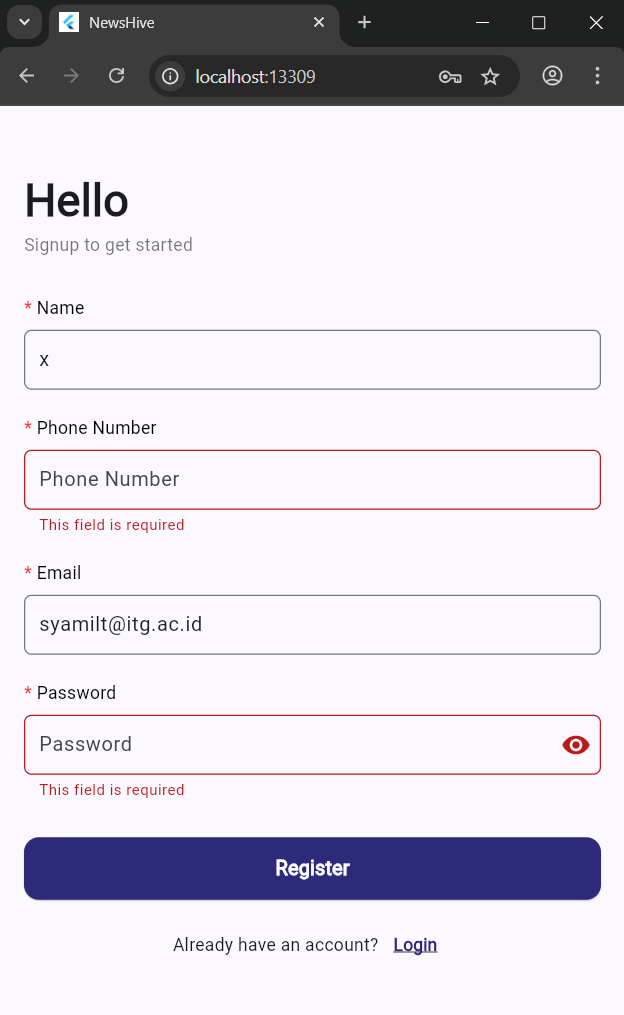 NewsHive
localhost:13309
Hello
Signup to get started
* Name
x
* Phone Number
Phone Number
This field is required
* Email
syamilt@itg.ac.id
* Password
Password
This field is required
Register
Already have an account? Login